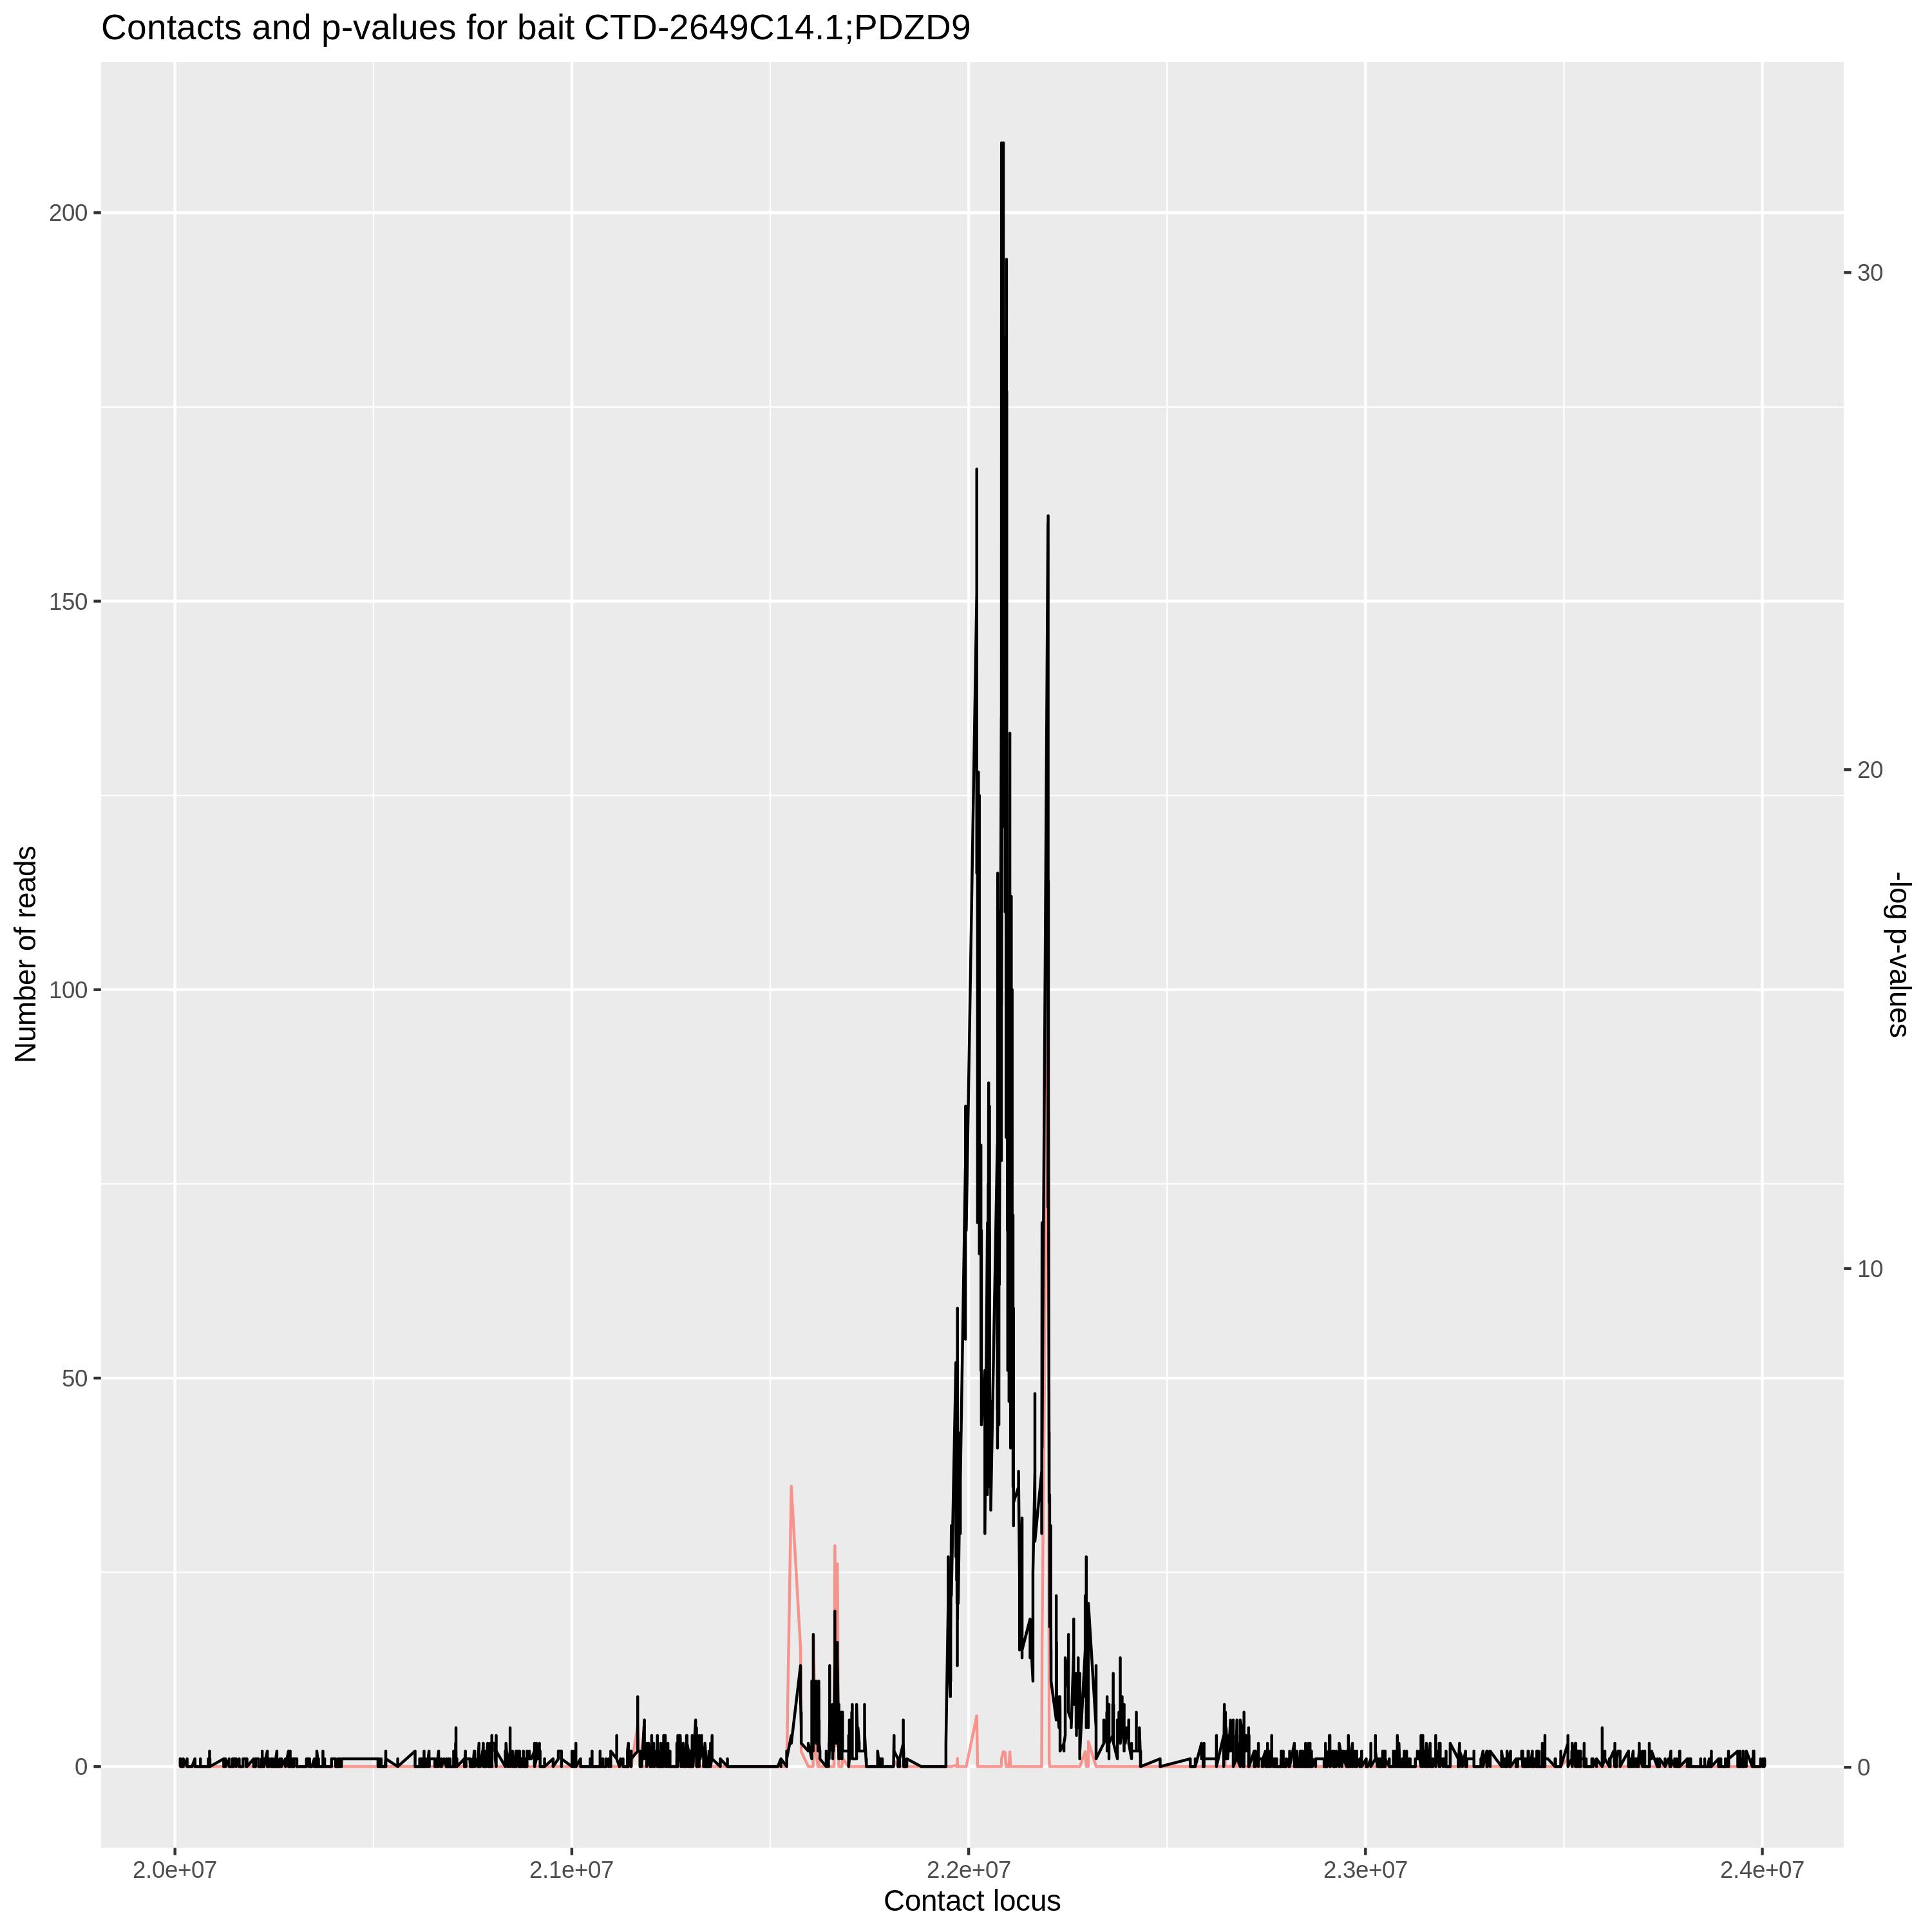 Contacts and p-values for bait CTD-2649C14.1;PDZD9
200
150
100
50
0
Number of reads
30
20
10
0
-log p-values
2.0e+07
2.1e+07
2.2e+07
2.3e+07
2.4e+07
Contact locus